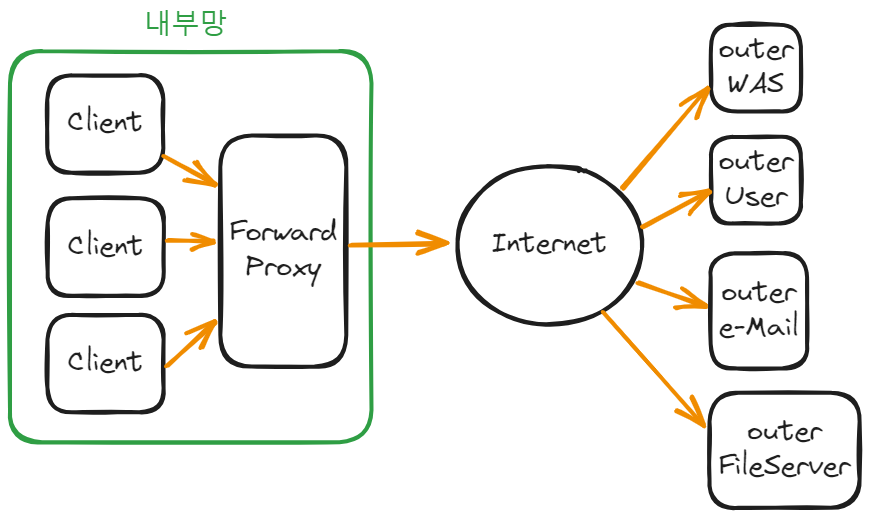 내부망
Client
Client
Client
Forward
Proxy
Internet
outer
WAS
outer
User
outer
e-Mail
outer
FileServer